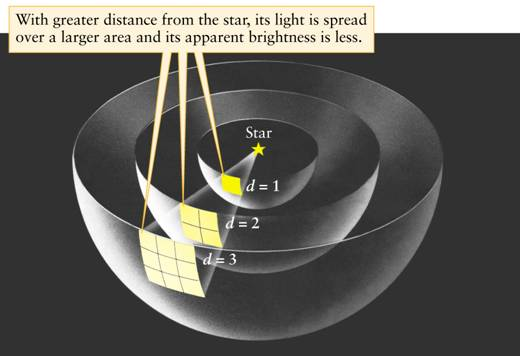 With greater distance from the star, its light is spread
over a larger area and its apparent brightness is less.
Star
d = 1
d = 2
d = 3